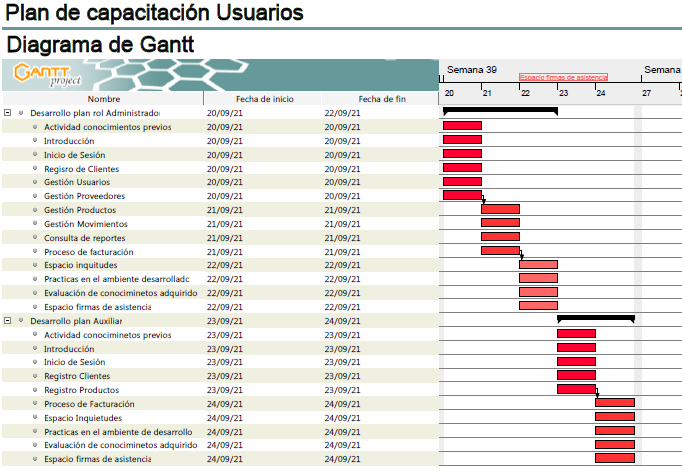 Plan de capacitación Usuarios
Diagrama de Gantt
GANTT project
Semana 39 Semana
Espacio firmas de asistencia
20 21 22 23 24 27 28
Nombre Fecha de inicio Fecha de fin
Desarrollo plan rol Administrador 20/09/21 22/09/21
Actividad conocimientos previos 20/09/21 20/09/21
Introducción 20/09/21 20/09/21
Inicio de Sesión 20/09/21 20/09/21
Regisro de Clientes 20/09/21 20/09/21
Gestión Usuarios 20/09/21 20/09/21
Gestión Proveedores 20/09/21 20/09/21
Gestión Productos 21/09/21 21/09/21
Gestión Movimientos 21/09/21 21/09/21
Consulta de reportes 21/09/21 21/09/21
Proceso de facturación 21/09/21 21/09/21
Espacio inquitudes 22/09/21 22/09/21
Practicas en el ambiente desarrolladc 22/09/21 22/09/21
Evaluación de conociminetos adquirido 22/09/21 22/09/21
Espacio firmas de asistencia 22/09/21 22/09/21
Desarrollo plan Auxiliar 23/09/21 24/09/21
Actividad conociminetos previos 23/09/21 23/09/21
Introducción 23/09/21 23/09/21
Inicio de Sesión 23/09/21 23/09/21
Registro Clientes 23/09/21 23/09/21
Registro Productos 23/09/21 23/09/21
Proceso de Facturación 24/09/21 24/09/21
Espacio Inquietudes 24/09/21 24/09/21
Practicas en el ambiente de desarrollo 24/09/21 24/09/21
Evaluación de conociminetos adquirido 24/09/21 24/09/21
Espacio firmas de asistencia 24/09/21 24/09/21